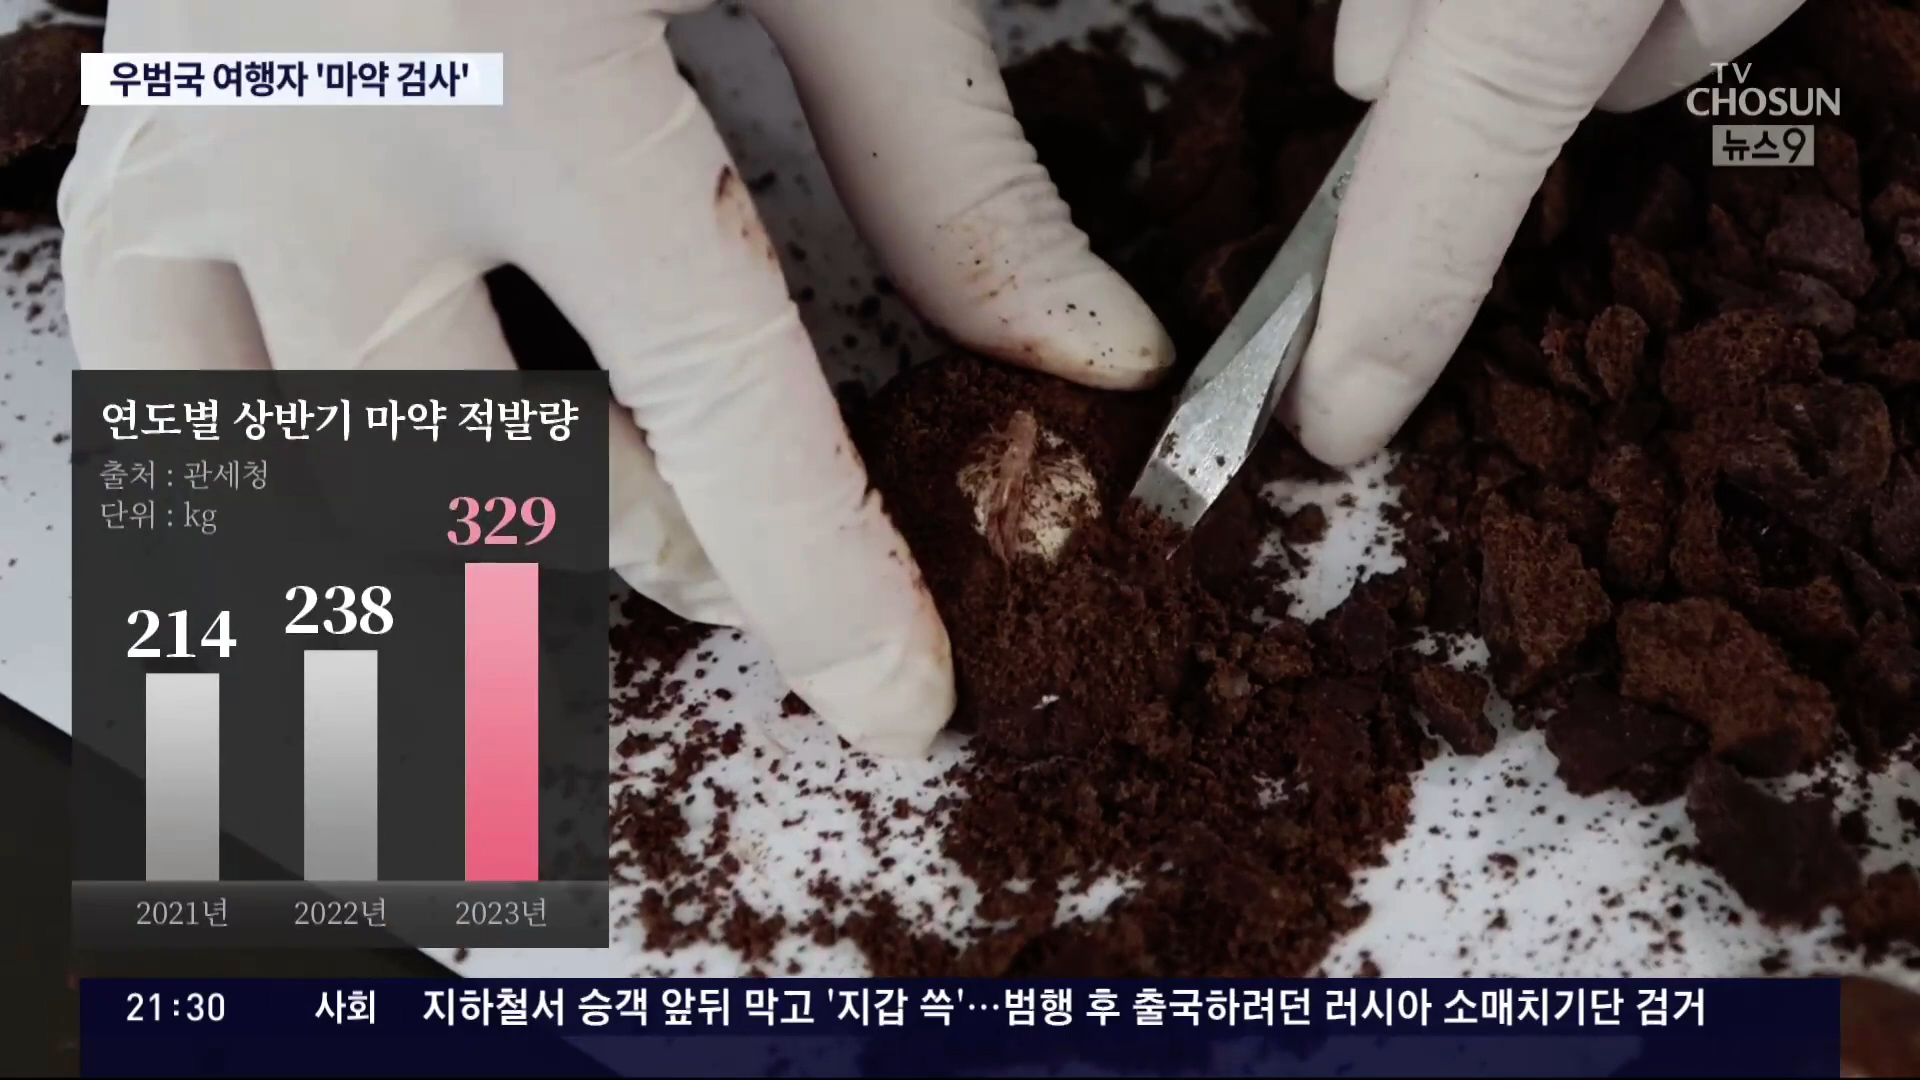 우범국 여행자 '마약 검사'
TV
CHOSUN
뉴스9
연도별 상반기 마약 적발량
출처 : 관세청
단위 : kg
214
238
329
2021년
2022년
2023년
21:30 사회 지하철서 승객 앞뒤 막고 '지갑 쓱'…범행 후 출국하려던 러시아 소매치기단 검거